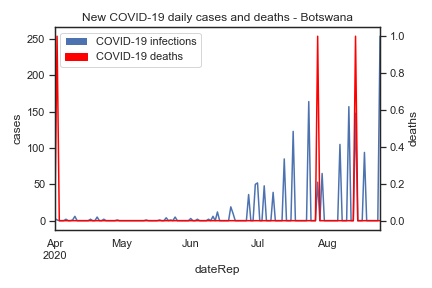 New COVID-19 daily cases and deaths - Botswana
COVID-19 infections
COVID-19 deaths
250
200
150
100
50
0
cases
1.0
0.8
0.6
0.4
0.2
0.0
deaths
Apr
2020
May
Jun
Jul
Aug
dateRep